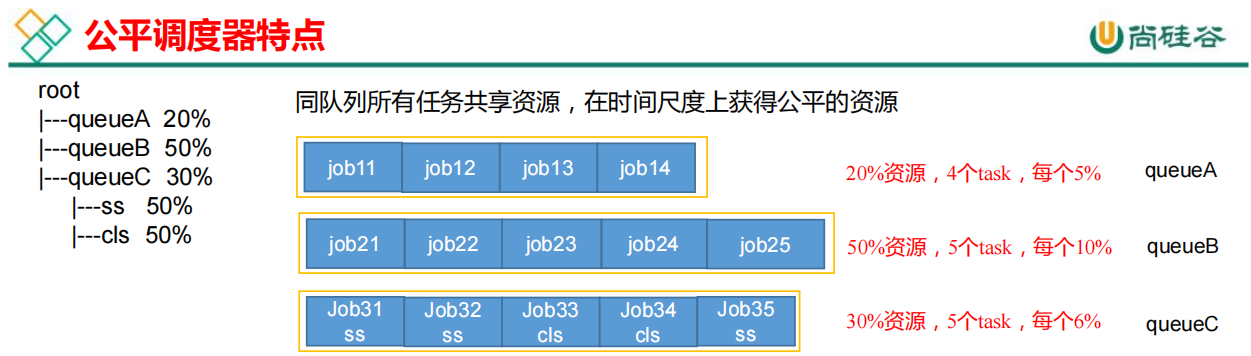 公平调度器特点
尚硅谷
root
|---queueA 20%
|---queueB 50%
|---queueC 30%
|---ss 50%
|---cls 50%
同队列所有任务共享资源，在时间尺度上获得公平的资源
job11 job12 job13 job14
20%资源，4个task，每个5%
queueA
job21 job22 job23 job24 job25
50%资源，5个task，每个10%
queueB
Job31 Job32 Job33 Job34 Job35
ss ss cls cls ss
30%资源，5个task，每个6%
queueC